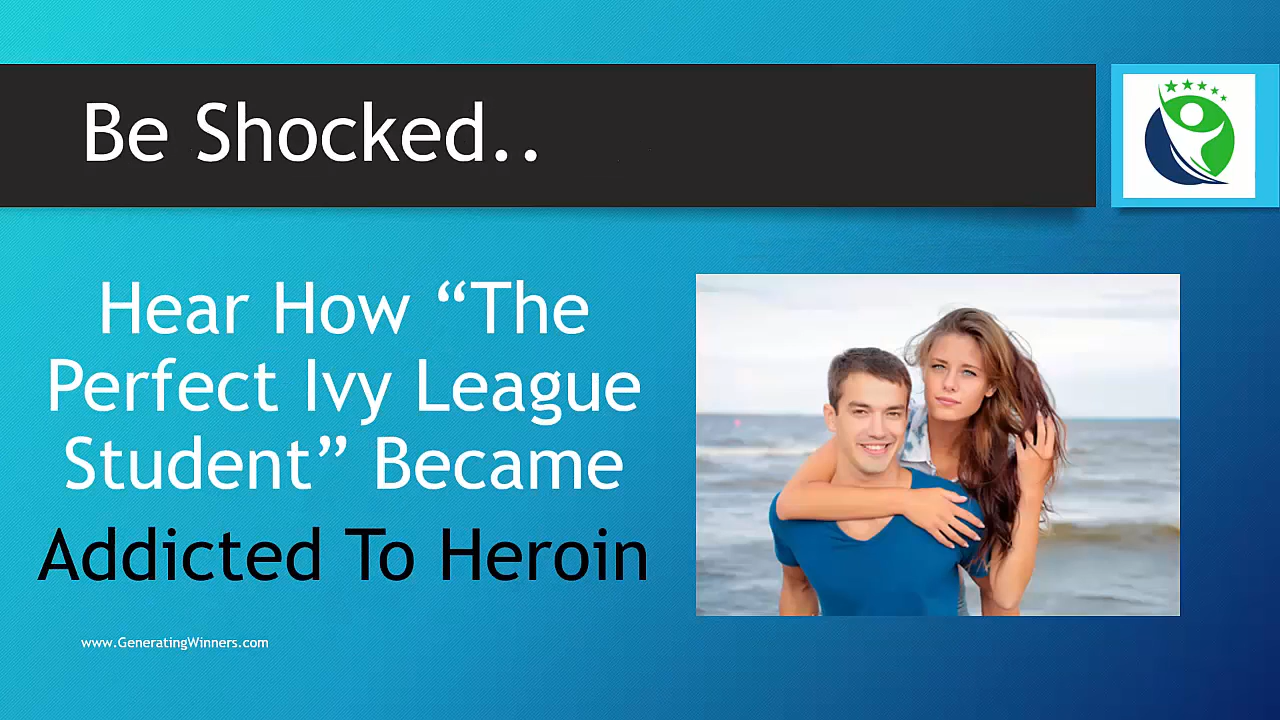 Be Shocked..
Hear How “The
Perfect Ivy League
Student” Became
Addicted To Heroin
www.GeneratingWinners.com